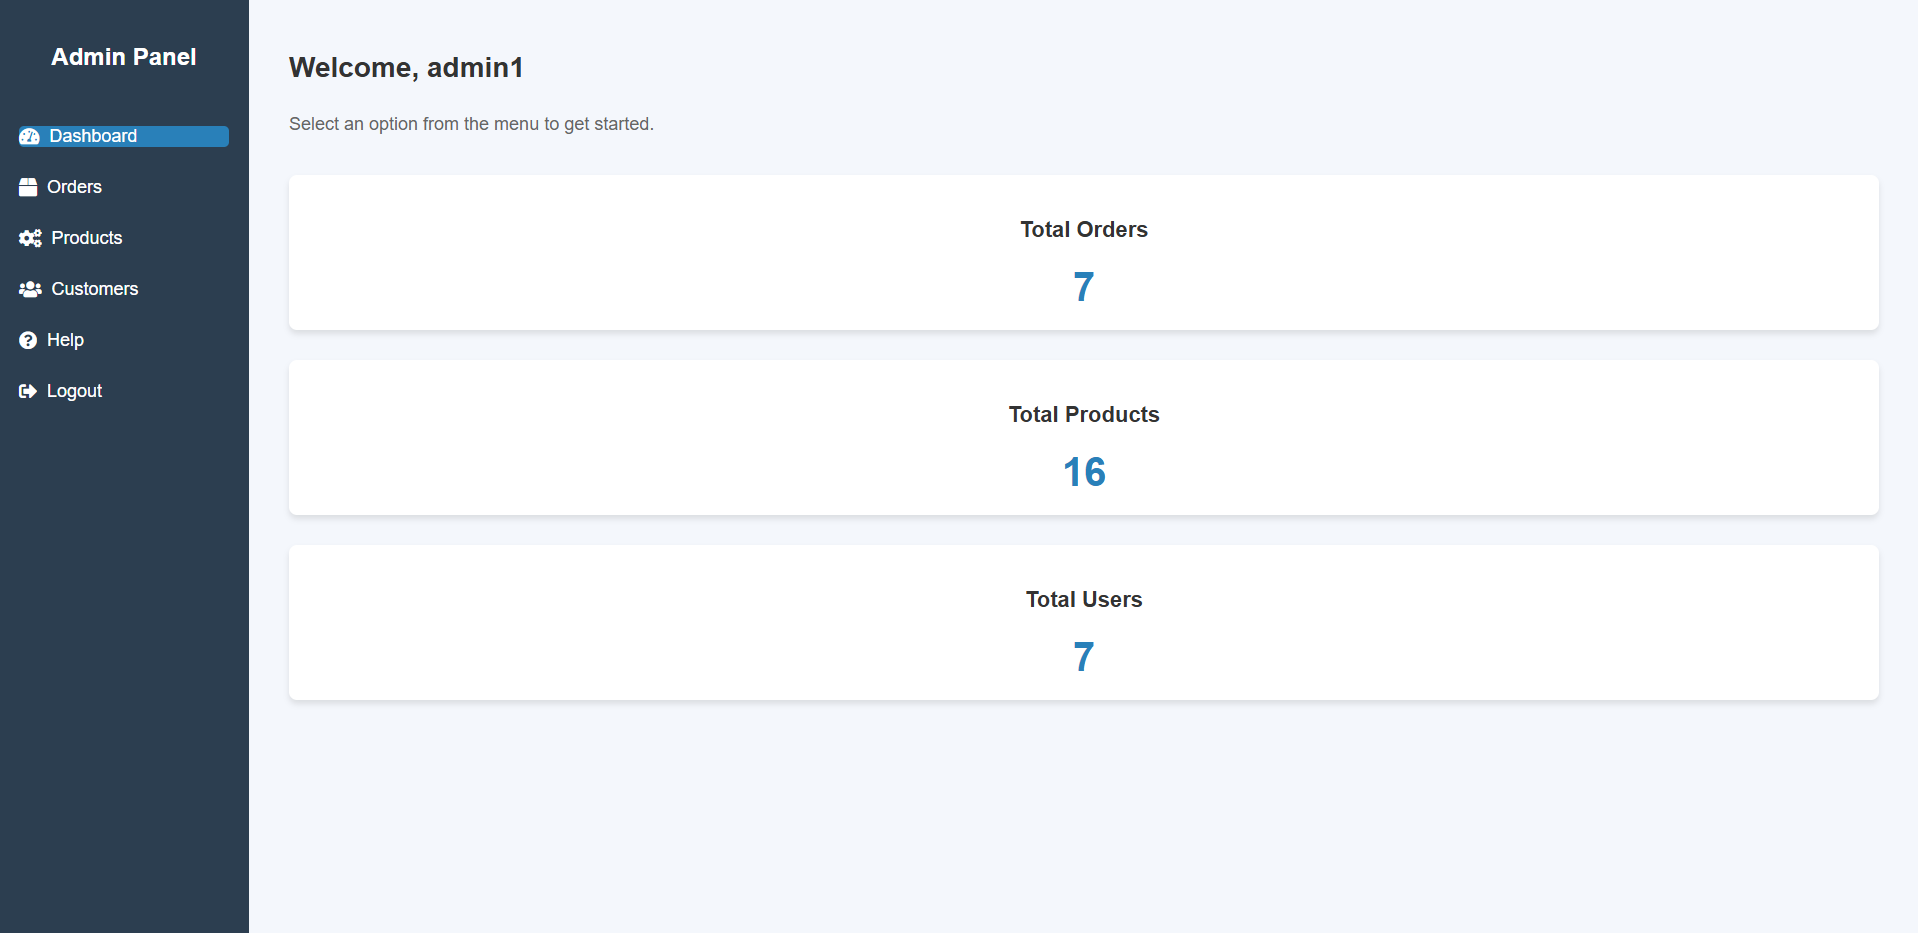 Admin Panel
Dashboard
Orders
Products
Customers
Help
Logout
Welcome, admin1
Select an option from the menu to get started.
Total Orders
7
Total Products
16
Total Users
7